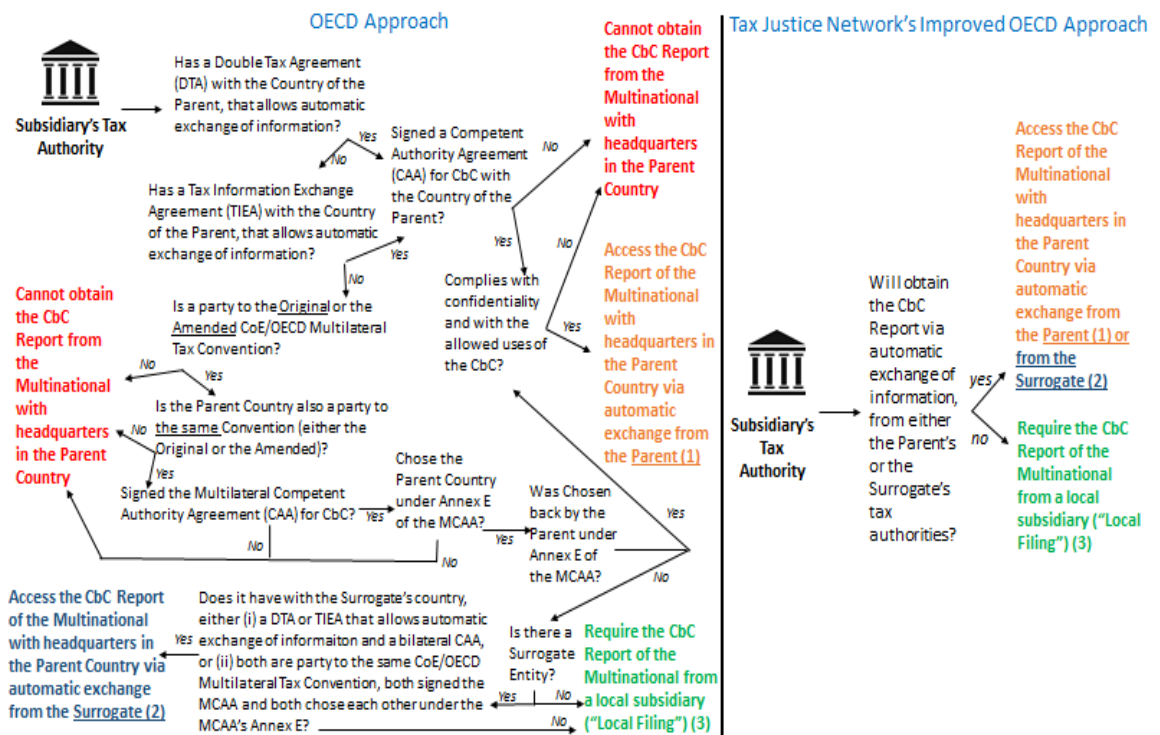 OECD Approach
Tax Justice Network's Improved OECD Approach
Subsidiary's Tax
Authority
Has a Double Tax Agreement
(DTA) with the Country of the
Parent, that allows automatic
exchange of information?
Yes
No
Signed a Competent
Authority Agreement
(CAA) for CbC with
the Country of the
Parent?
No
Yes
Cannot obtain
the CbC Report
from the
Multinational
with
headquarters
in the Parent
Country
Has a Tax Information Exchange
Agreement (TIEA) with the Country
of the Parent, that allows automatic
exchange of information?
Yes
No
Complies with
confidentiality
and with the
allowed uses of
the CbC?
No
Yes
Access the CbC
Report of the
Multinational
with
headquarters in
the Parent
Country via
automatic
exchange from
the Parent (1)
Is a party to the Original or the
Amended CoE/OECD Multilateral
Tax Convention?
No
Yes
Cannot obtain
the CbC
Report from
the
Multinational
with
headquarters
in the Parent
Country
Is the Parent Country also a party to
the same Convention (either the
Original or the Amended)?
No
Yes
Signed the Multilateral Competent
Authority Agreement (CAA) for CbC?
Yes
No
Chose the
Parent Country
under Annex E
of the MCAA?
Yes
No
Was Chosen
back by the
Parent under
Annex E of
the MCAA?
Yes
No
Is there a
Surrogate
Entity?
Yes
No
Require the CbC
Report of the
Multinational from
a local subsidiary
("Local Filing") (3)
Does it have with the Surrogate's country,
either (i) a DTA or TIEA that allows automatic
exchange of informaiton and a bilateral CAA,
or (ii) both are party to the same CoE/OECD
Multilateral Tax Convention, both signed the
MCAA and both chose each other under the
MCAA's Annex E?
Yes
No
Access the CbC Report
of the Multinational
with headquarters in
the Parent Country via
automatic exchange
from the Surrogate (2)
Subsidiary's
Tax
Authority
Will obtain
the CbC
Report via
automatic
exchange of
information,
from either
the Parent's
or the
Surrogate's
tax
authorities?
yes
no
Access the CbC
Report of the
Multinational
with
headquarters in
the Parent
Country via
automatic
exchange from
the Parent (1) or
from the
Surrogate (2)
Require the CbC
Report of the
Multinational
from a local
subsidiary
("Local
Filing") (3)